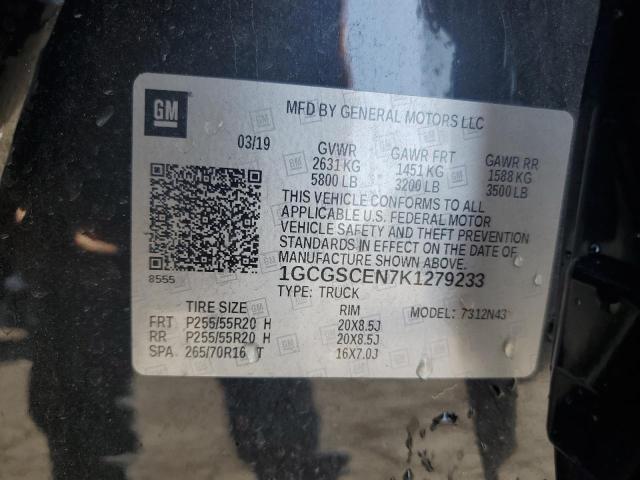 GM
MFD BY GENERAL MOTORS LLC
03/19
GVWR GAWR FRT GAWR RR
2631 KG 1451 KG 1588 KG
5800 LB 3200 LB 3500 LB
THIS VEHICLE CONFORMS TO ALL
APPLICABLE U.S. FEDERAL MOTOR
VEHICLE SAFETY AND THEFT PREVENTION
STANDARDS IN EFFECT ON THE DATE OF
MANUFACTURE SHOWN ABOVE.
8555
1GCGSCEN7K1279233
TYPE: TRUCK
TIRE SIZE RIM MODEL: 7312N43
FRT P255/55R20 H 20X8.5J
RR P255/55R20 H 20X8.5J
SPA 265/70R16 T 16X7.0J